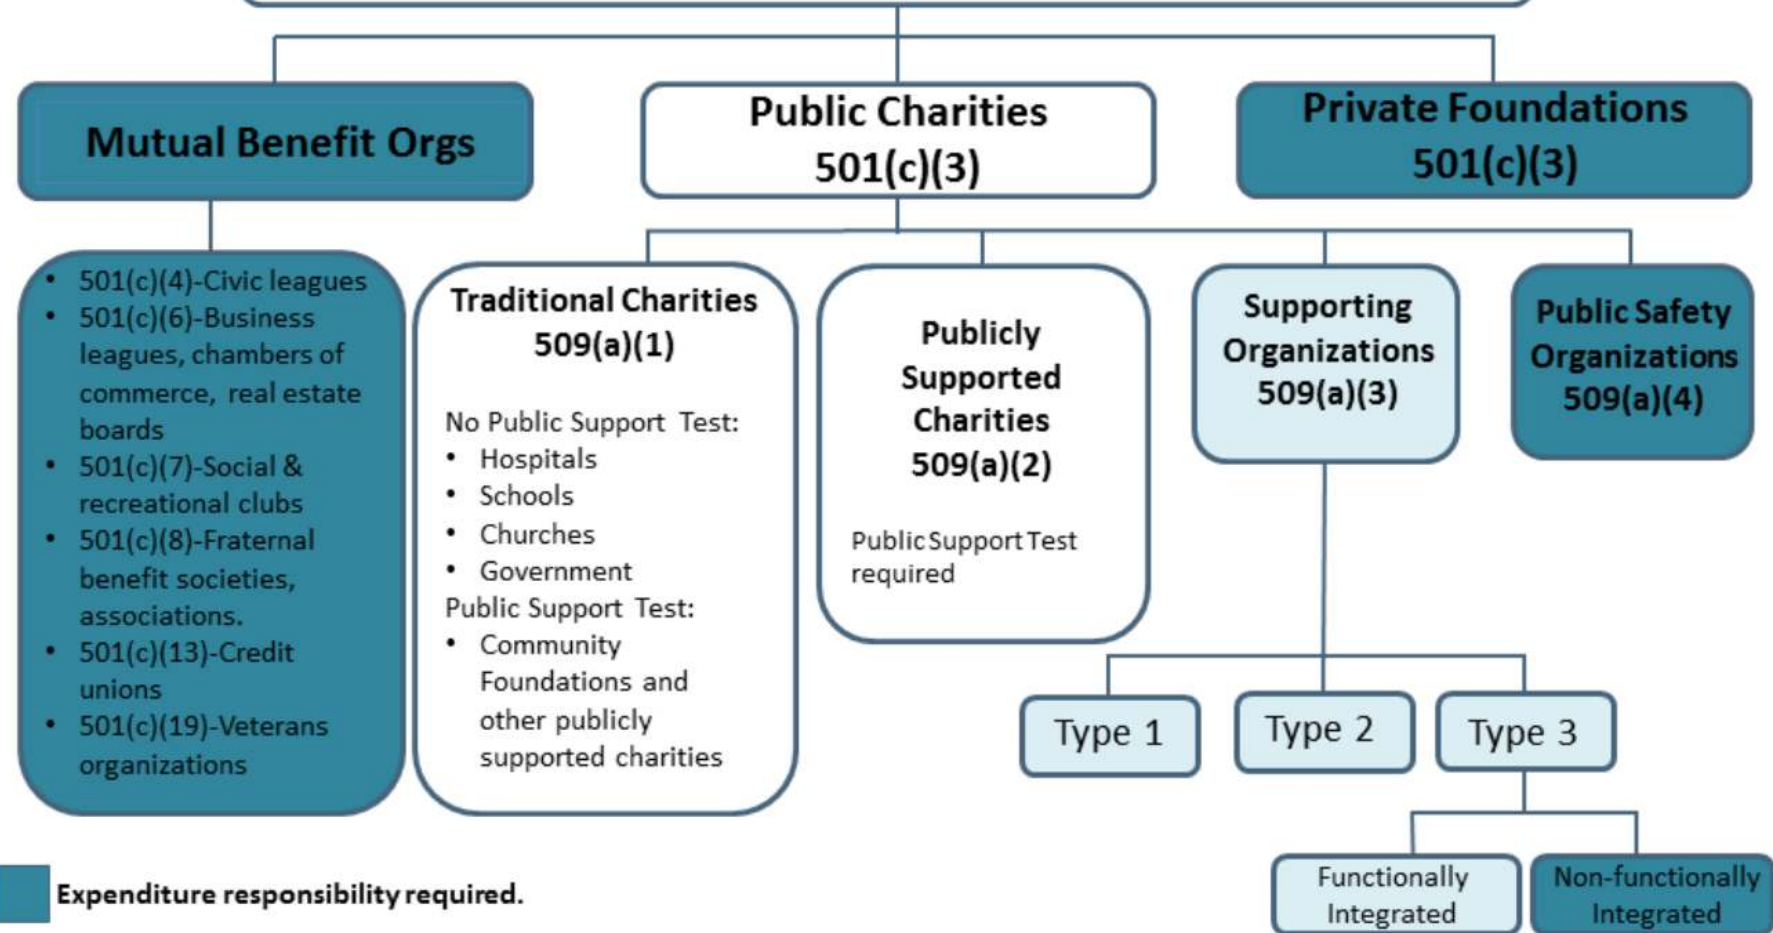 Mutual Benefit Orgs
Public Charities
501(c)(3)
Private Foundations
501(c)(3)
• 501(c)(4)-Civic leagues
• 501(c)(6)-Business
leagues, chambers of
commerce, real estate
boards
• 501(c)(7)-Social &
recreational clubs
• 501(c)(8)-Fraternal
benefit societies,
associations.
• 501(c)(13)-Credit
unions
• 501(c)(19)-Veterans
organizations
Traditional Charities
509(a)(1)
No Public Support Test:
• Hospitals
• Schools
• Churches
• Government
Public Support Test:
• Community
Foundations and
other publicly
supported charities
Publicly
Supported
Charities
509(a)(2)
Public Support Test
required
Supporting
Organizations
509(a)(3)
Public Safety
Organizations
509(a)(4)
Type 1
Type 2
Type 3
Functionally
Integrated
Non-functionally
Integrated
Expenditure responsibility required.